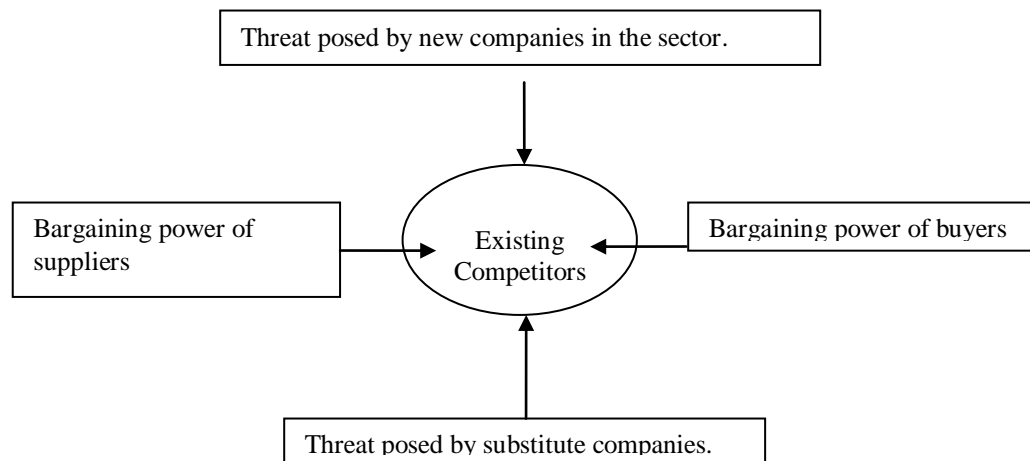 Threat posed by new companies in the sector.
Bargaining power of
suppliers
Existing
Competitors
Bargaining power of buyers
Threat posed by substitute companies.